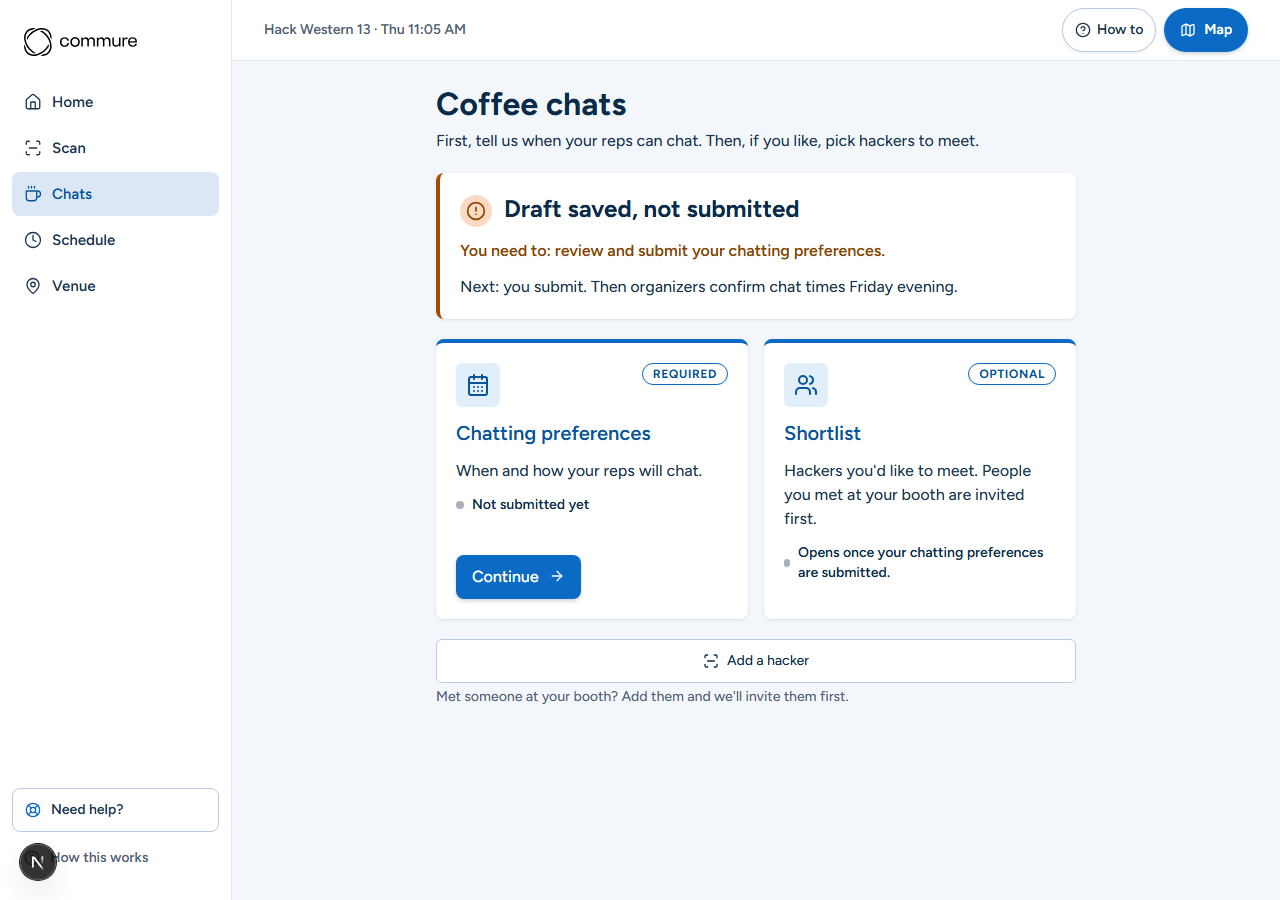 commure
Hack Western 13 · Thu 11:05 AM
How to
Map
Home
Scan
Chats
Schedule
Venue
Coffee chats
First, tell us when your reps can chat. Then, if you like, pick hackers to meet.
Draft saved, not submitted
You need to: review and submit your chatting preferences.
Next: you submit. Then organizers confirm chat times Friday evening.
REQUIRED
Chatting preferences
When and how your reps will chat.
Not submitted yet
Continue
OPTIONAL
Shortlist
Hackers you'd like to meet. People
you met at your booth are invited
first.
Opens once your chatting preferences
are submitted.
Add a hacker
Met someone at your booth? Add them and we'll invite them first.
Need help?
How this works
N